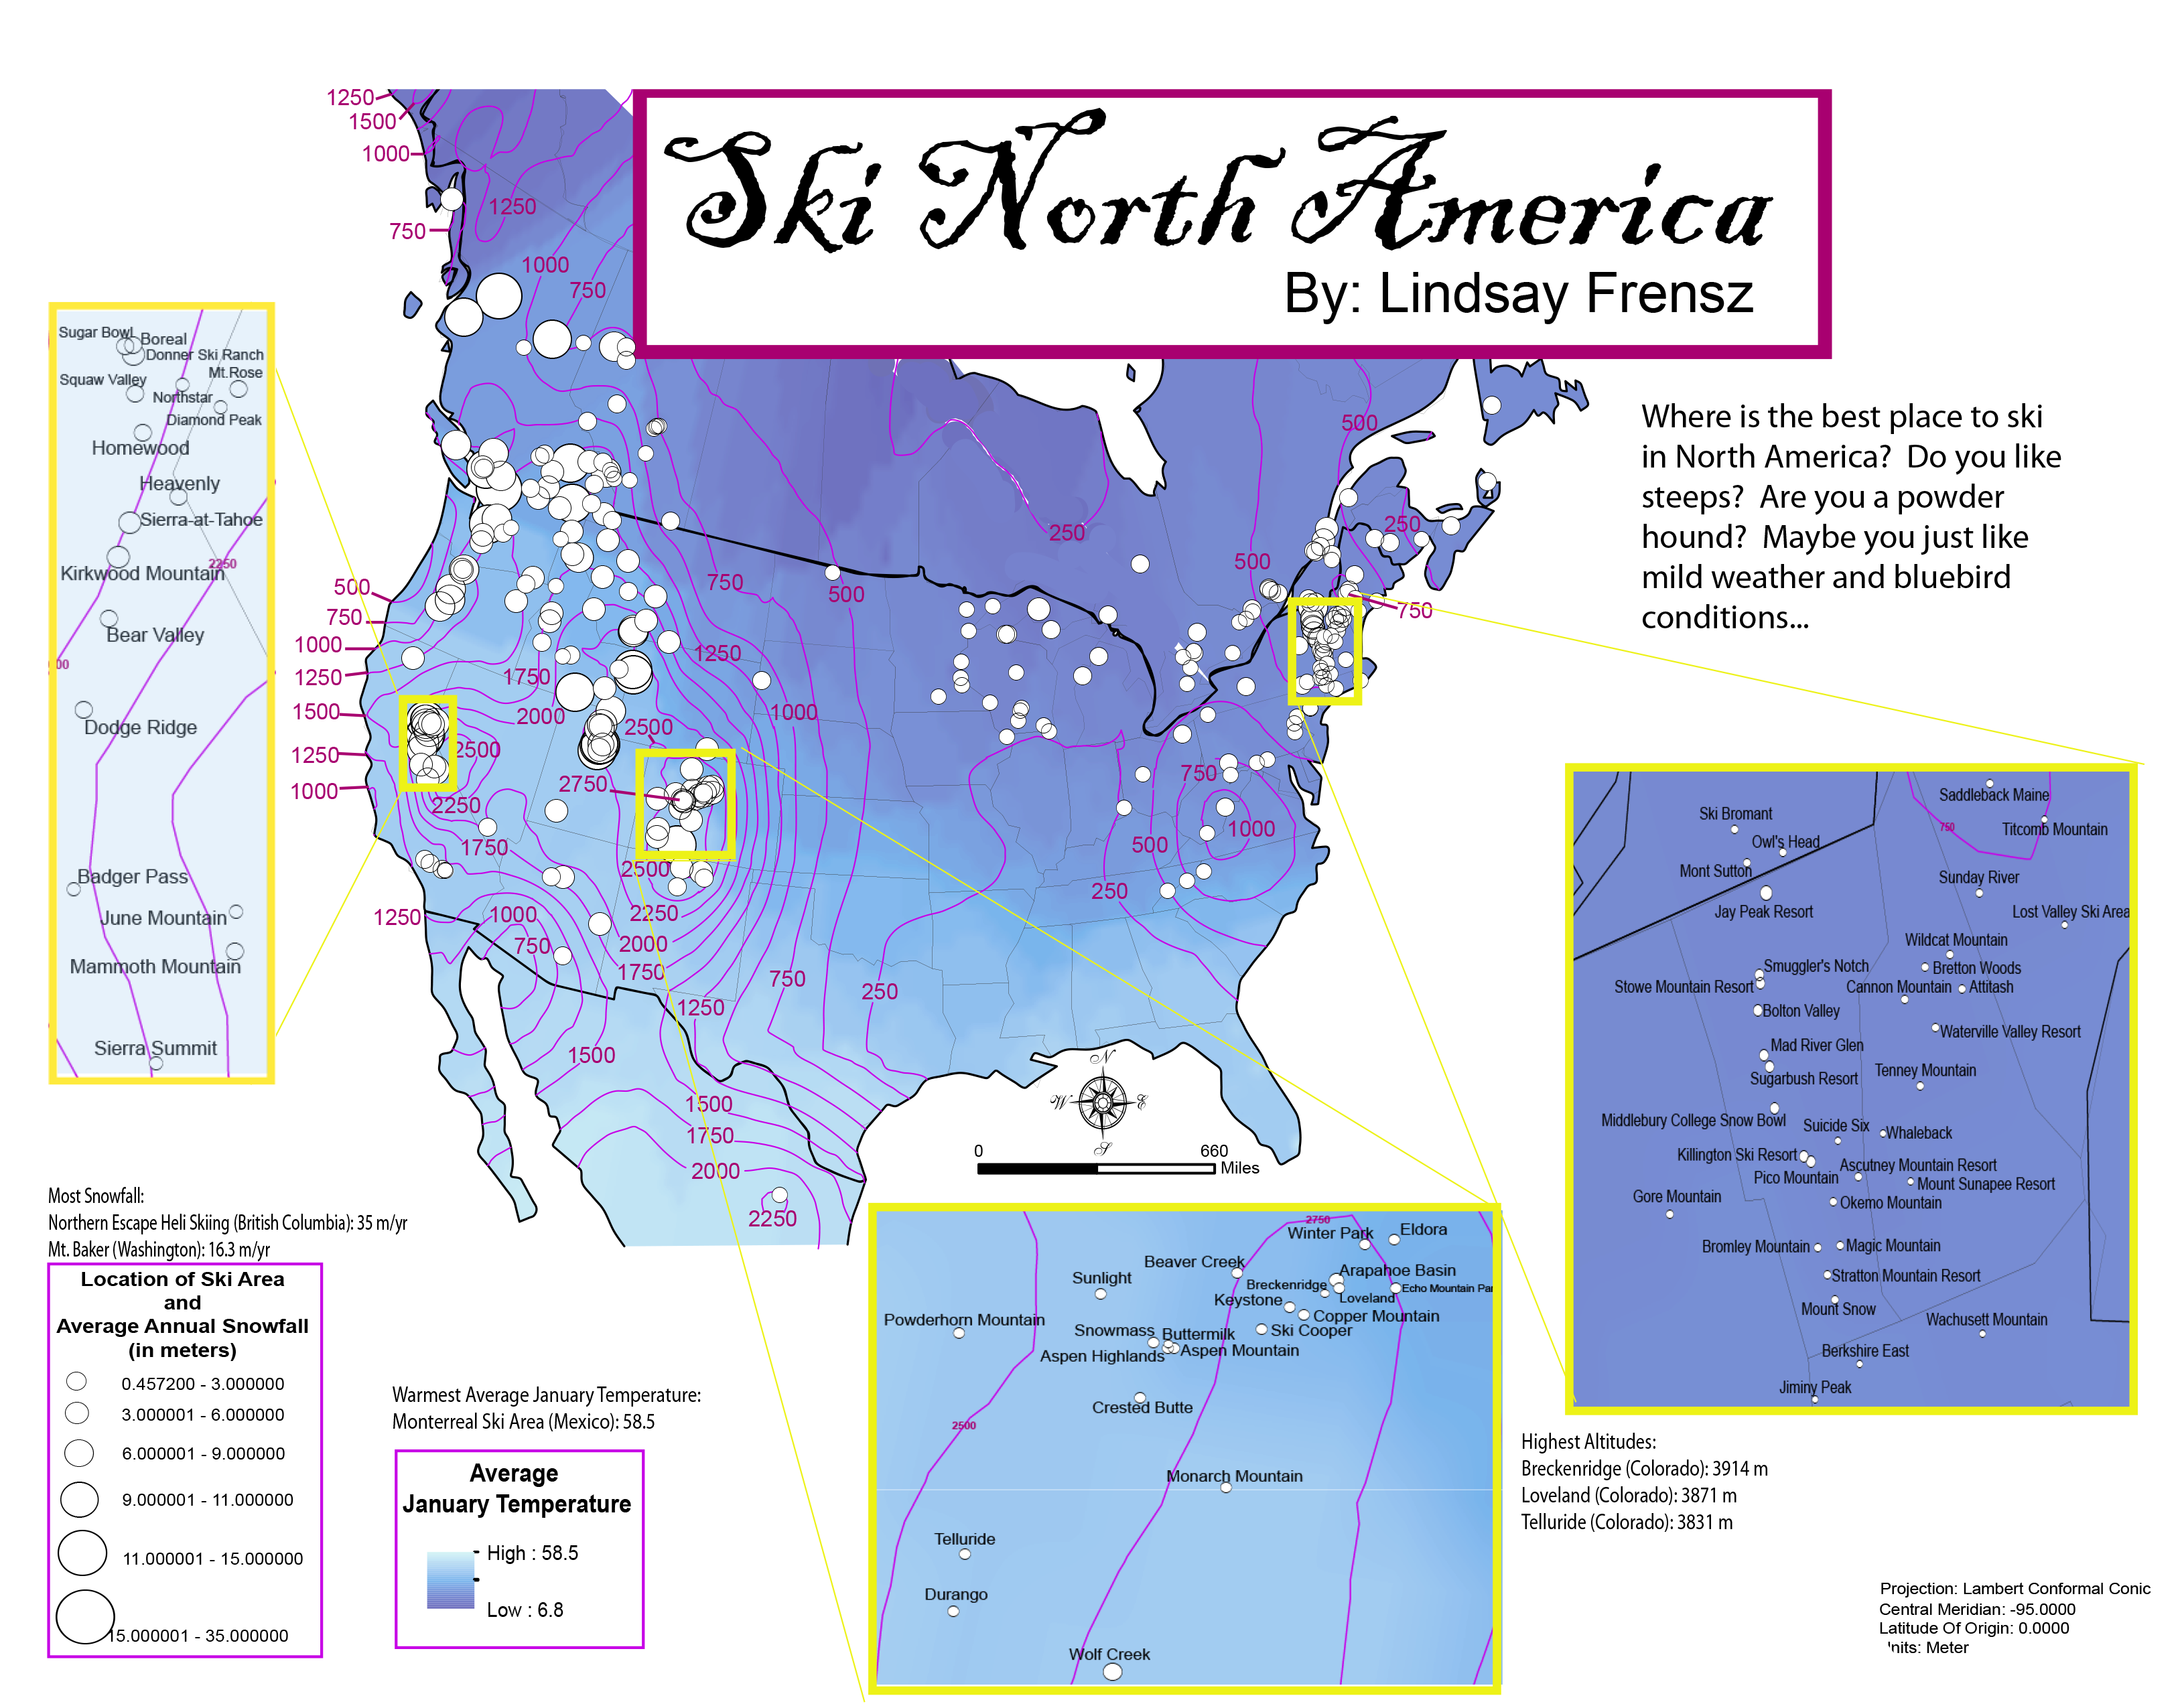 Ski North America
By: Lindsay Frensz
Where is the best place to ski
in North America?  Do you like
steeps?  Are you a powder
hound?  Maybe you just like
mild weather and bluebird
conditions...
1250
1500
1000
750
1250
1000
750
500
250
500
250
750
500
750
1000
1250
1500
1250
1000
500
750
500
1250
1750
2000
2500
2500
2750
1000
2250
1750
2500
750
1000
500
250
1250
1000
750
2250
2000
1750
750
250
1250
1500
1500
1750
2000
2250
N
W
E
S
0
660
Miles
Sugar Bowl
Boreal
Donner Ski Ranch
Squaw Valley
Mt.Rose
Northstar
Diamond Peak
Homewood
Heavenly
Sierra-at-Tahoe
2250
Kirkwood Mountain
Bear Valley
00
Dodge Ridge
Badger Pass
June Mountain
Mammoth Mountain
Sierra Summit
Saddleback Maine
Ski Bromant
750
Titcomb Mountain
Owl's Head
Mont Sutton
Sunday River
Jay Peak Resort
Lost Valley Ski Area
Wildcat Mountain
Smuggler's Notch
Bretton Woods
Stowe Mountain Resort
Cannon Mountain
Attitash
Bolton Valley
Waterville Valley Resort
Mad River Glen
Sugarbush Resort
Tenney Mountain
Middlebury College Snow Bowl
Suicide Six
Whaleback
Killington Ski Resort
Ascutney Mountain Resort
Pico Mountain
Mount Sunapee Resort
Gore Mountain
Okemo Mountain
Bromley Mountain
Magic Mountain
Stratton Mountain Resort
Mount Snow
Wachusett Mountain
Berkshire East
Jiminy Peak
2750
Winter Park
Eldora
Beaver Creek
Sunlight
Arapahoe Basin
Breckenridge
Echo Mountain Par
Keystone
Loveland
Powderhorn Mountain
Copper Mountain
Snowmass
Buttermilk
Ski Cooper
Aspen Highlands
Aspen Mountain
Crested Butte
2500
Monarch Mountain
Telluride
Durango
Wolf Creek
Most Snowfall:
Northern Escape Heli Skiing (British Columbia): 35 m/yr
Mt. Baker (Washington): 16.3 m/yr
Location of Ski Area
and
Average Annual Snowfall
(in meters)
0.457200 - 3.000000
3.000001 - 6.000000
6.000001 - 9.000000
9.000001 - 11.000000
11.000001 - 15.000000
15.000001 - 35.000000
Warmest Average January Temperature:
Monterreal Ski Area (Mexico): 58.5
Average
January Temperature
High : 58.5
Low : 6.8
Highest Altitudes:
Breckenridge (Colorado): 3914 m
Loveland (Colorado): 3871 m
Telluride (Colorado): 3831 m
Projection: Lambert Conformal Conic
Central Meridian: -95.0000
Latitude Of Origin: 0.0000
nits: Meter